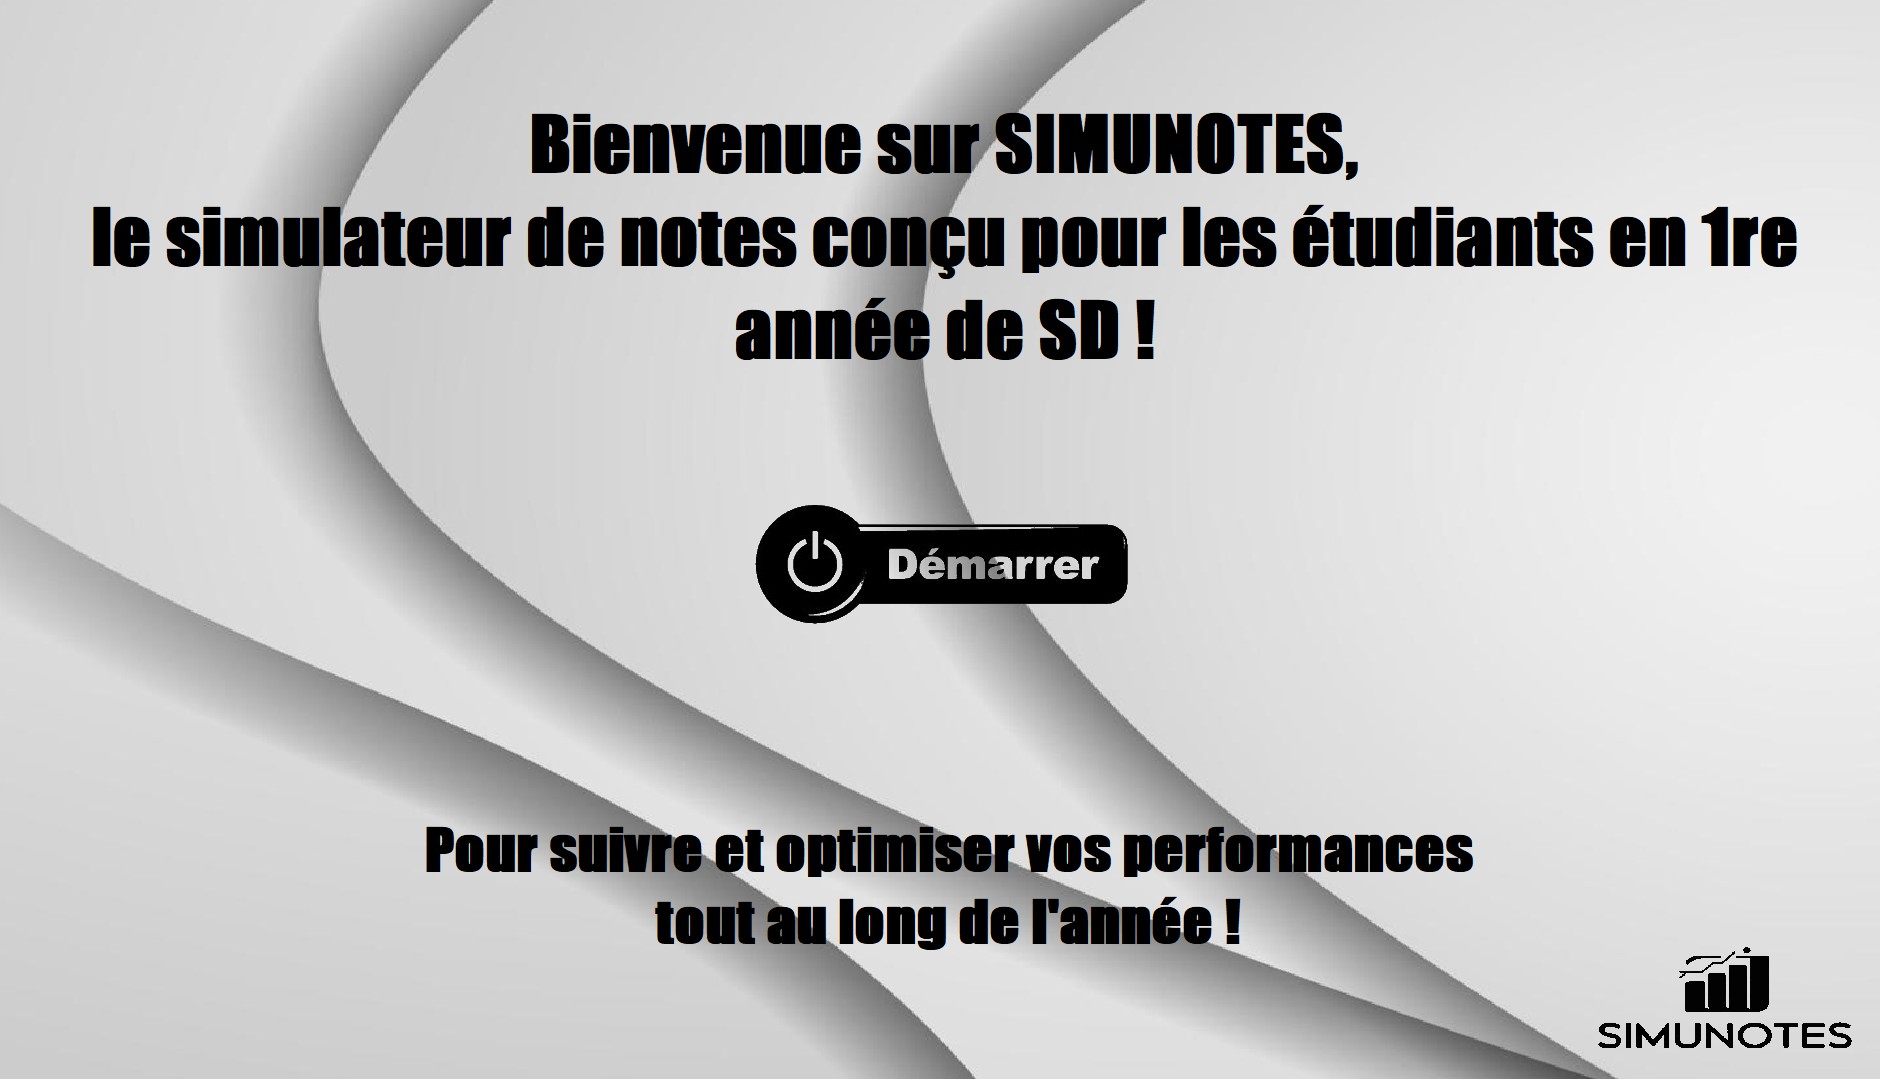 Bienvenue sur SIMUNOTES,
le simulateur de notes conçu pour les étudiants en 1re
année de SD !
Démarrer
Pour suivre et optimiser vos performances
tout au long de l'année !
SIMUNOTES